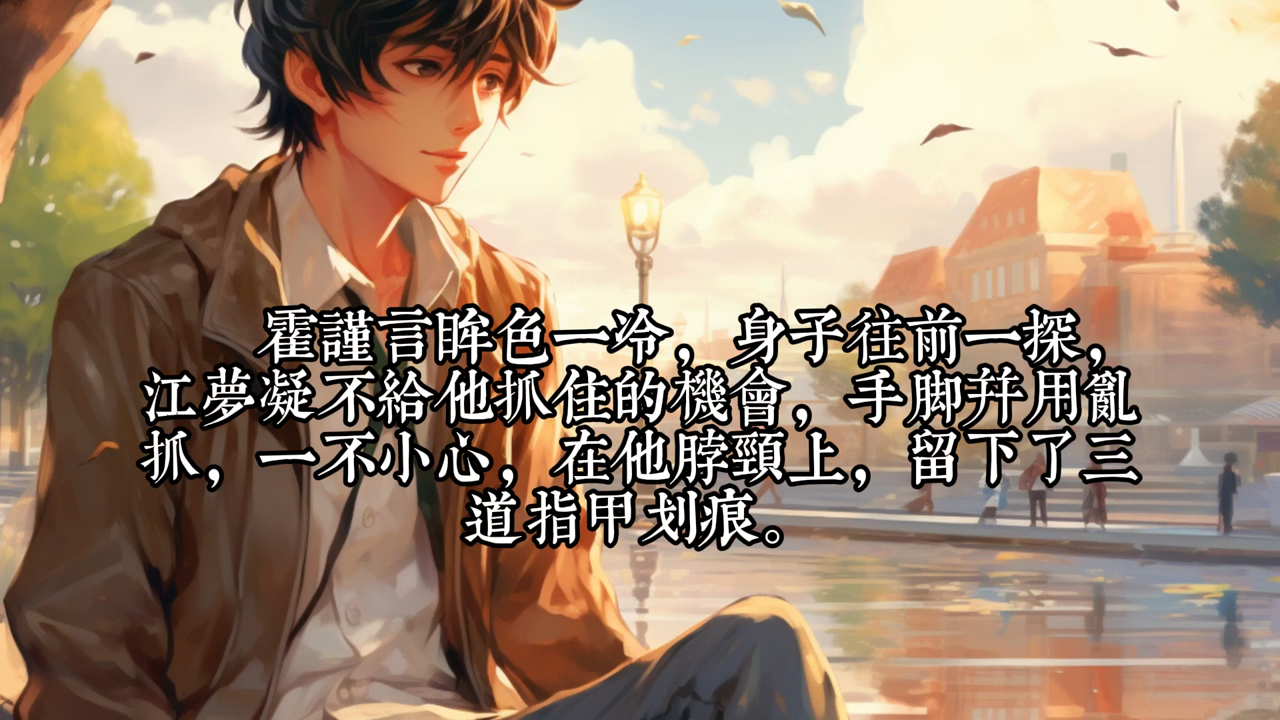 霍謹言眸色一冷，身子往前一探，
江夢凝不給他抓住的機會，手脚幷用亂
抓，一不小心，在他脖頸上，留下了三
道指甲划痕。